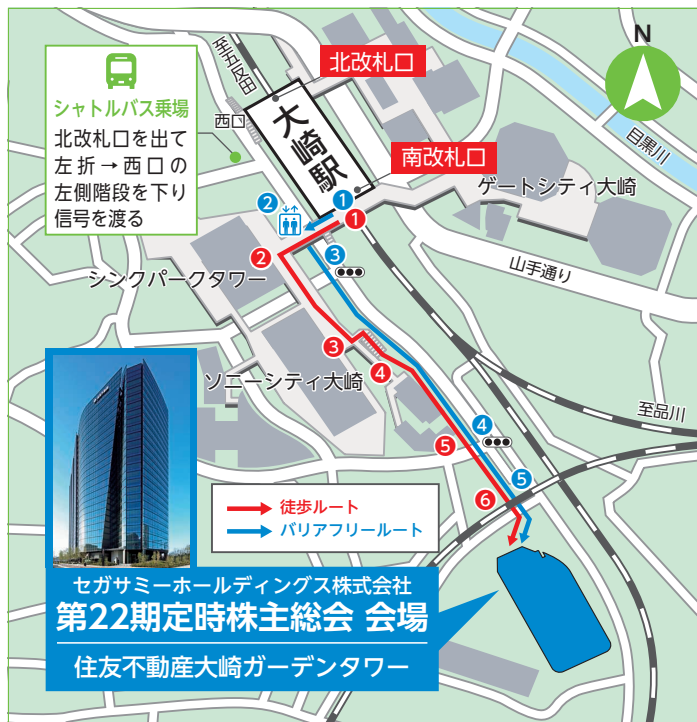 シャトルバス乗場
北改札口を出て
左折→西口の
左側階段を下り
信号を渡る
至五反田
西口
北改札口
大崎駅
南改札口
N
目黒川
ゲートシティ大崎
山手通り
1
1
2
2
3
シンクパークタワー
3
4
ソニーシティ大崎
至品川
4
5
5
6
徒歩ルート
バリアフリールート
セガサミーホールディングス株式会社
第22期定時株主総会 会場
住友不動産大崎ガーデンタワー